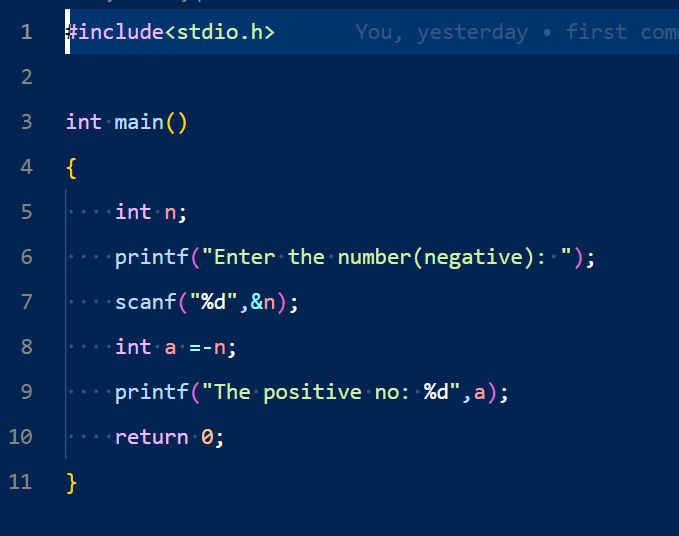 1 #include<stdio.h> You, yesterday • first com
2
3 int main()
4 {
5 int n;
6 printf("Enter the number(negative): ");
7 scanf("%d",&n);
8 int a =-n;
9 printf("The positive no: %d",a);
10 return 0;
11 }